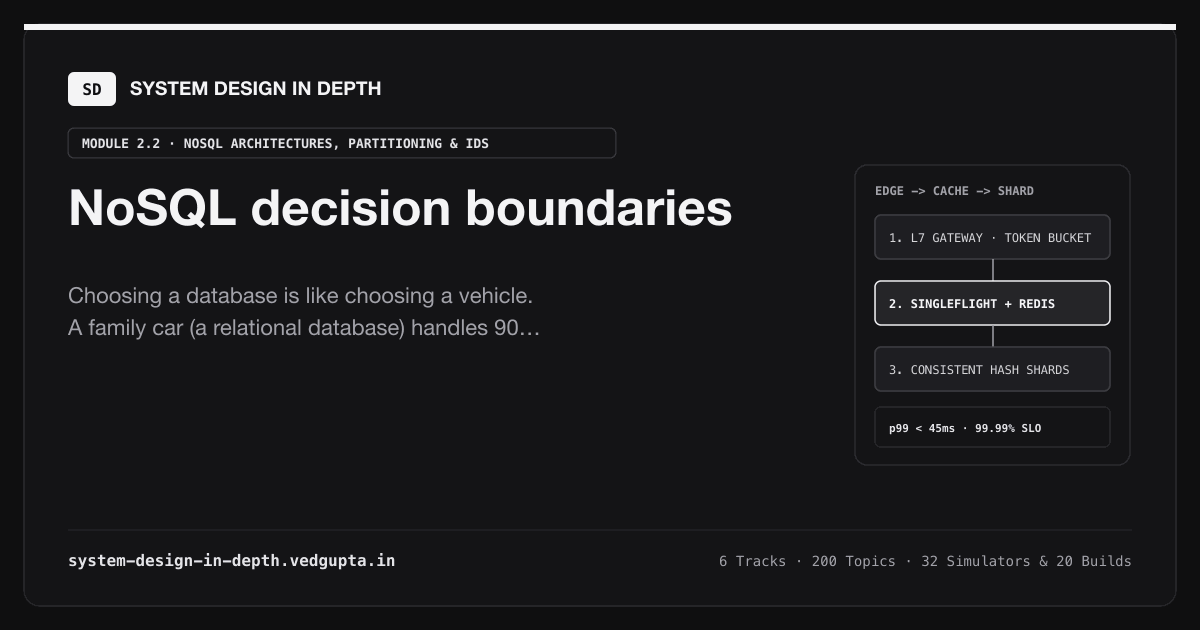 SD
SYSTEM DESIGN IN DEPTH
MODULE 2.2 · NOSQL ARCHITECTURES, PARTITIONING & IDS
NoSQL decision boundaries
Choosing a database is like choosing a vehicle.
A family car (a relational database) handles 90…
EDGE —> CACHE —> SHARD
1. L7 GATEWAY · TOKEN BUCKET
2. SINGLEFLIGHT + REDIS
3. CONSISTENT HASH SHARDS
p99 < 45ms · 99.99% SLO
system-design-in-depth.vedgupta.in
6 Tracks · 200 Topics · 32 Simulators & 20 Builds